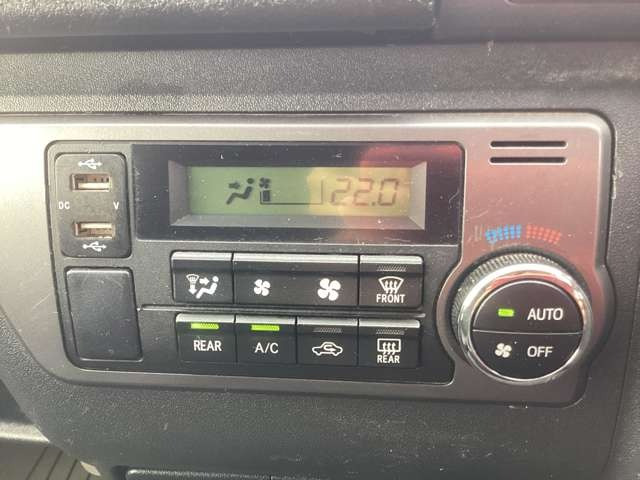 DC V
22.0
FRONT
AUTO
REAR A/C REAR
OFF